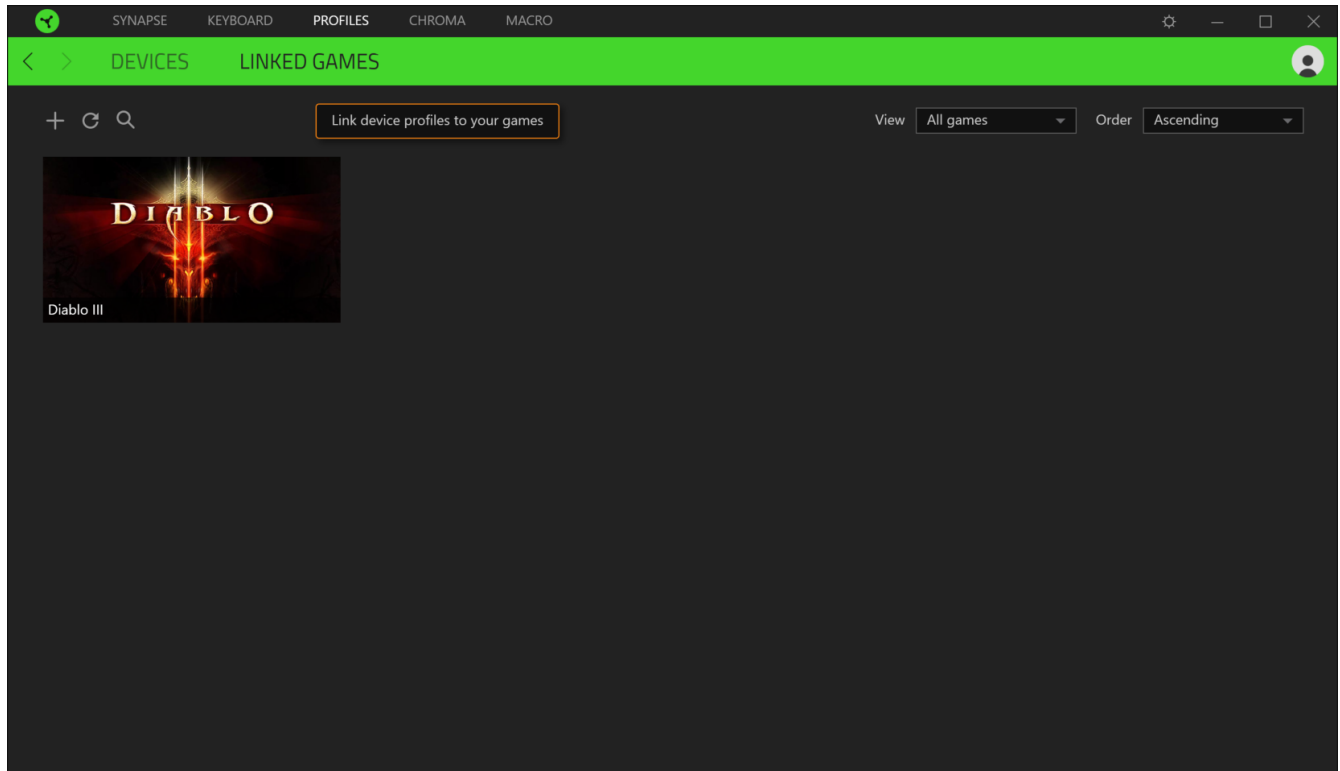 SYNAPSE KEYBOARD PROFILES CHROMA MACRO
DEVICES LINKED GAMES
Link device profiles to your games View All games Order Ascending
DIABLO
Diablo III